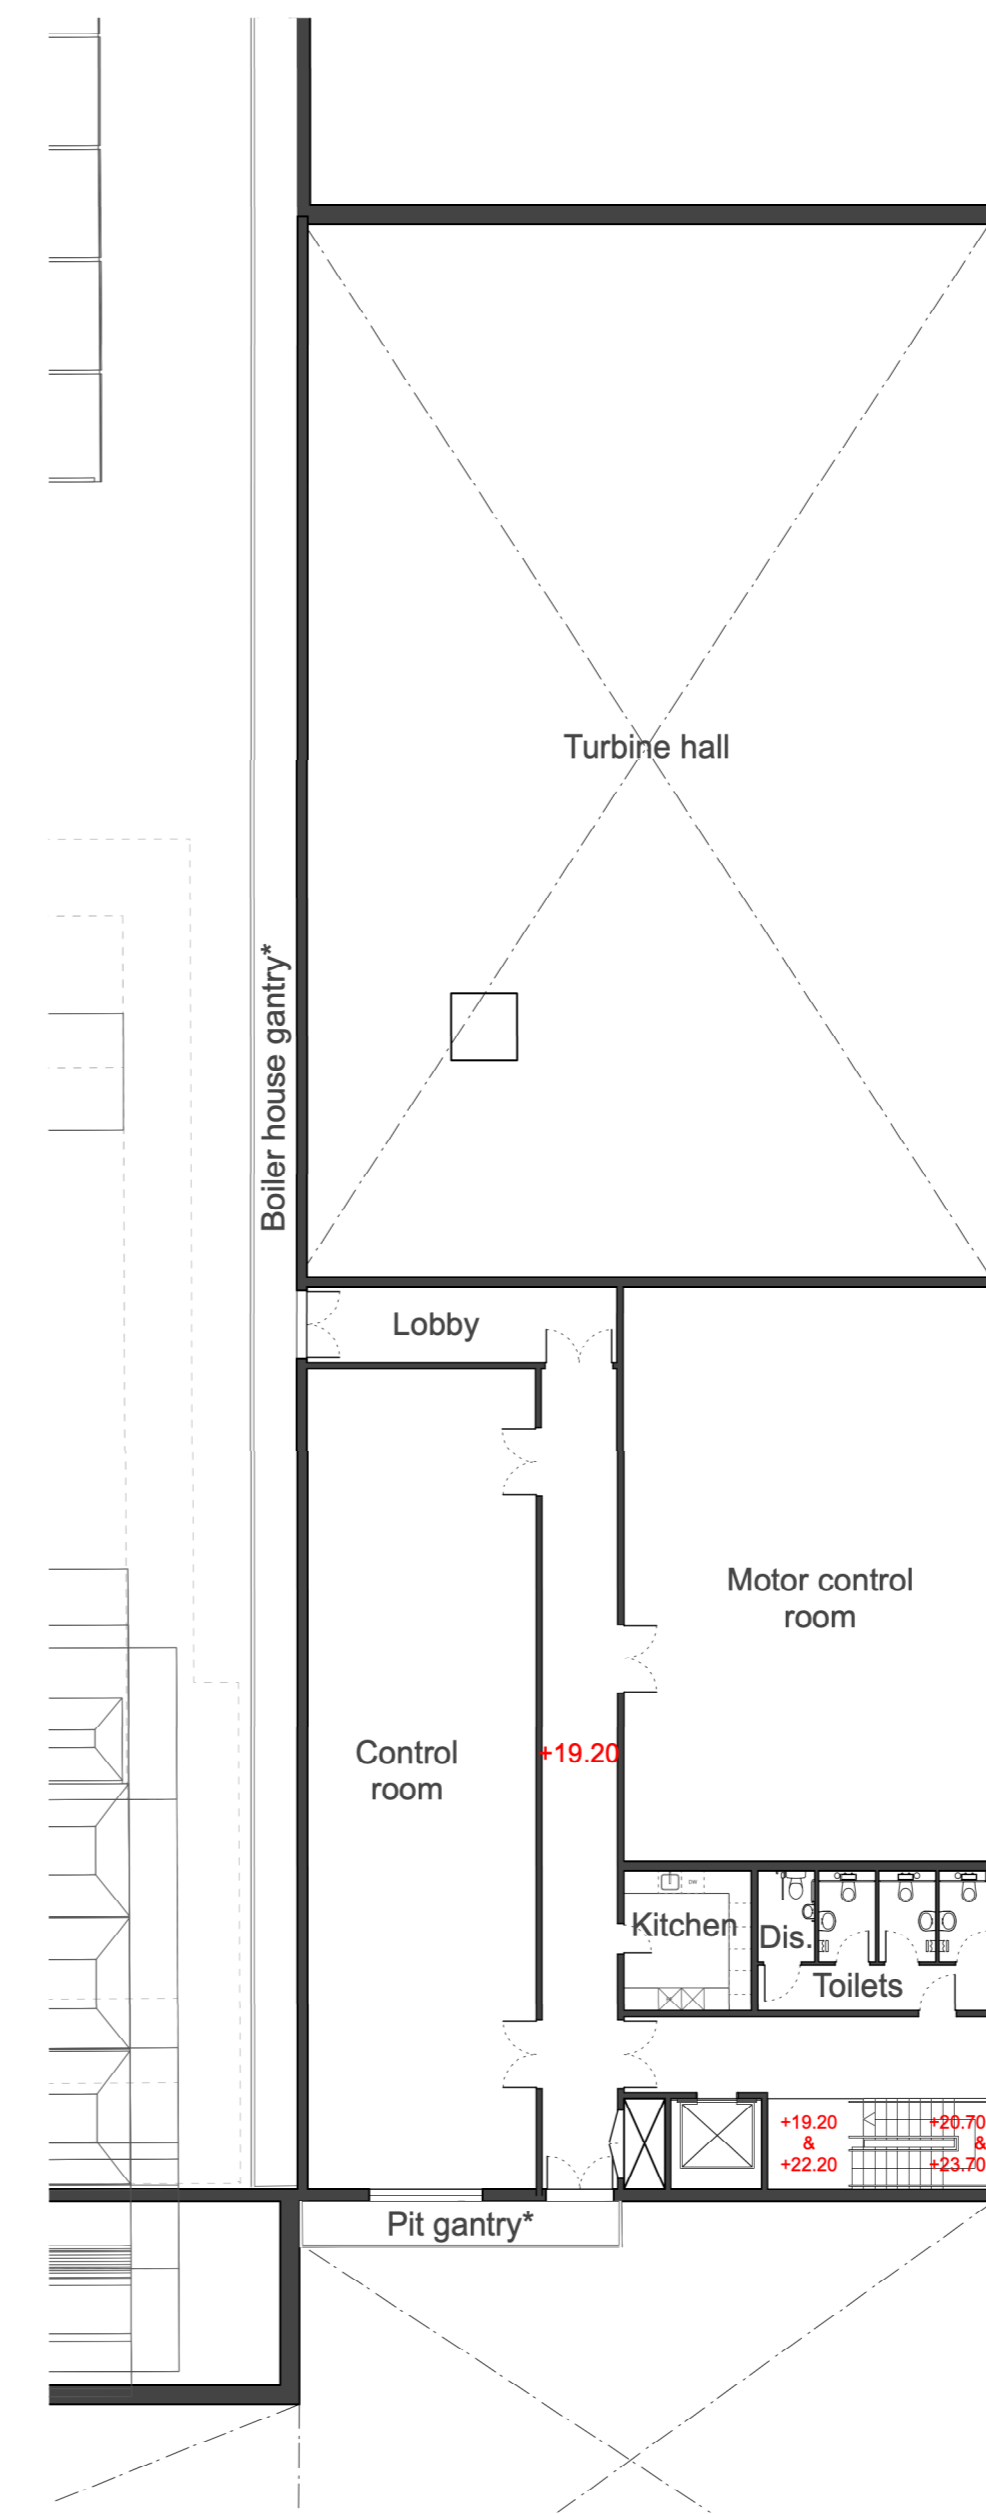 Turbine hall
Boiler house gantry*
Lobby
Motor control
room
Control
room
+19.20
DW
Kitchen
Dis.
Toilets
+19.20
&
+22.20
+20.70
&
+23.70
Pit gantry*